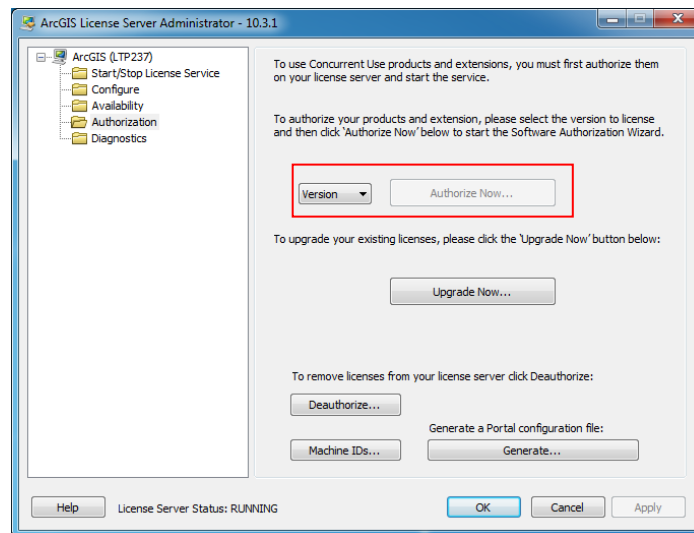 ArcGIS License Server Administrator - 10.3.1
ArcGIS (LTP237)
Start/Stop License Service
Configure
Availability
Authorization
Diagnostics
To use Concurrent Use products and extensions, you must first authorize them
on your license server and start the service.
To authorize your products and extension, please select the version to license
and then click 'Authorize Now' below to start the Software Authorization Wizard.
Version
Authorize Now...
To upgrade your existing licenses, please click the 'Upgrade Now' button below:
Upgrade Now...
To remove licenses from your license server click Deauthorize:
Deauthorize...
Generate a Portal configuration file:
Machine IDs...
Generate...
Help
License Server Status: RUNNING
OK
Cancel
Apply